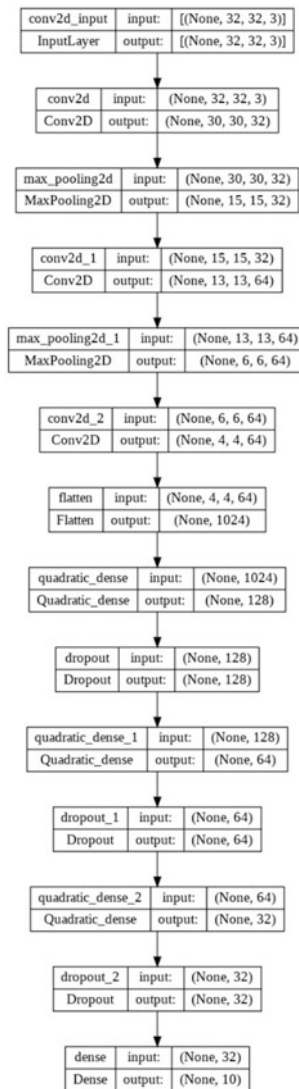 conv2d_input input: [(None, 32, 32, 3)]
InputLayer output: [(None, 32, 32, 3)]
conv2d input: (None, 32, 32, 3)
Conv2D output: (None, 30, 30, 32)
max_pooling2d input: (None, 30, 30, 32)
MaxPooling2D output: (None, 15, 15, 32)
conv2d_1 input: (None, 15, 15, 32)
Conv2D output: (None, 13, 13, 64)
max_pooling2d_1 input: (None, 13, 13, 64)
MaxPooling2D output: (None, 6, 6, 64)
conv2d_2 input: (None, 6, 6, 64)
Conv2D output: (None, 4, 4, 64)
flatten input: (None, 4, 4, 64)
Flatten output: (None, 1024)
quadratic_dense input: (None, 1024)
Quadratic_dense output: (None, 128)
dropout input: (None, 128)
Dropout output: (None, 128)
quadratic_dense_1 input: (None, 128)
Quadratic_dense output: (None, 64)
dropout_1 input: (None, 64)
Dropout output: (None, 64)
quadratic_dense_2 input: (None, 64)
Quadratic_dense output: (None, 32)
dropout_2 input: (None, 32)
Dropout output: (None, 32)
dense input: (None, 32)
Dense output: (None, 10)